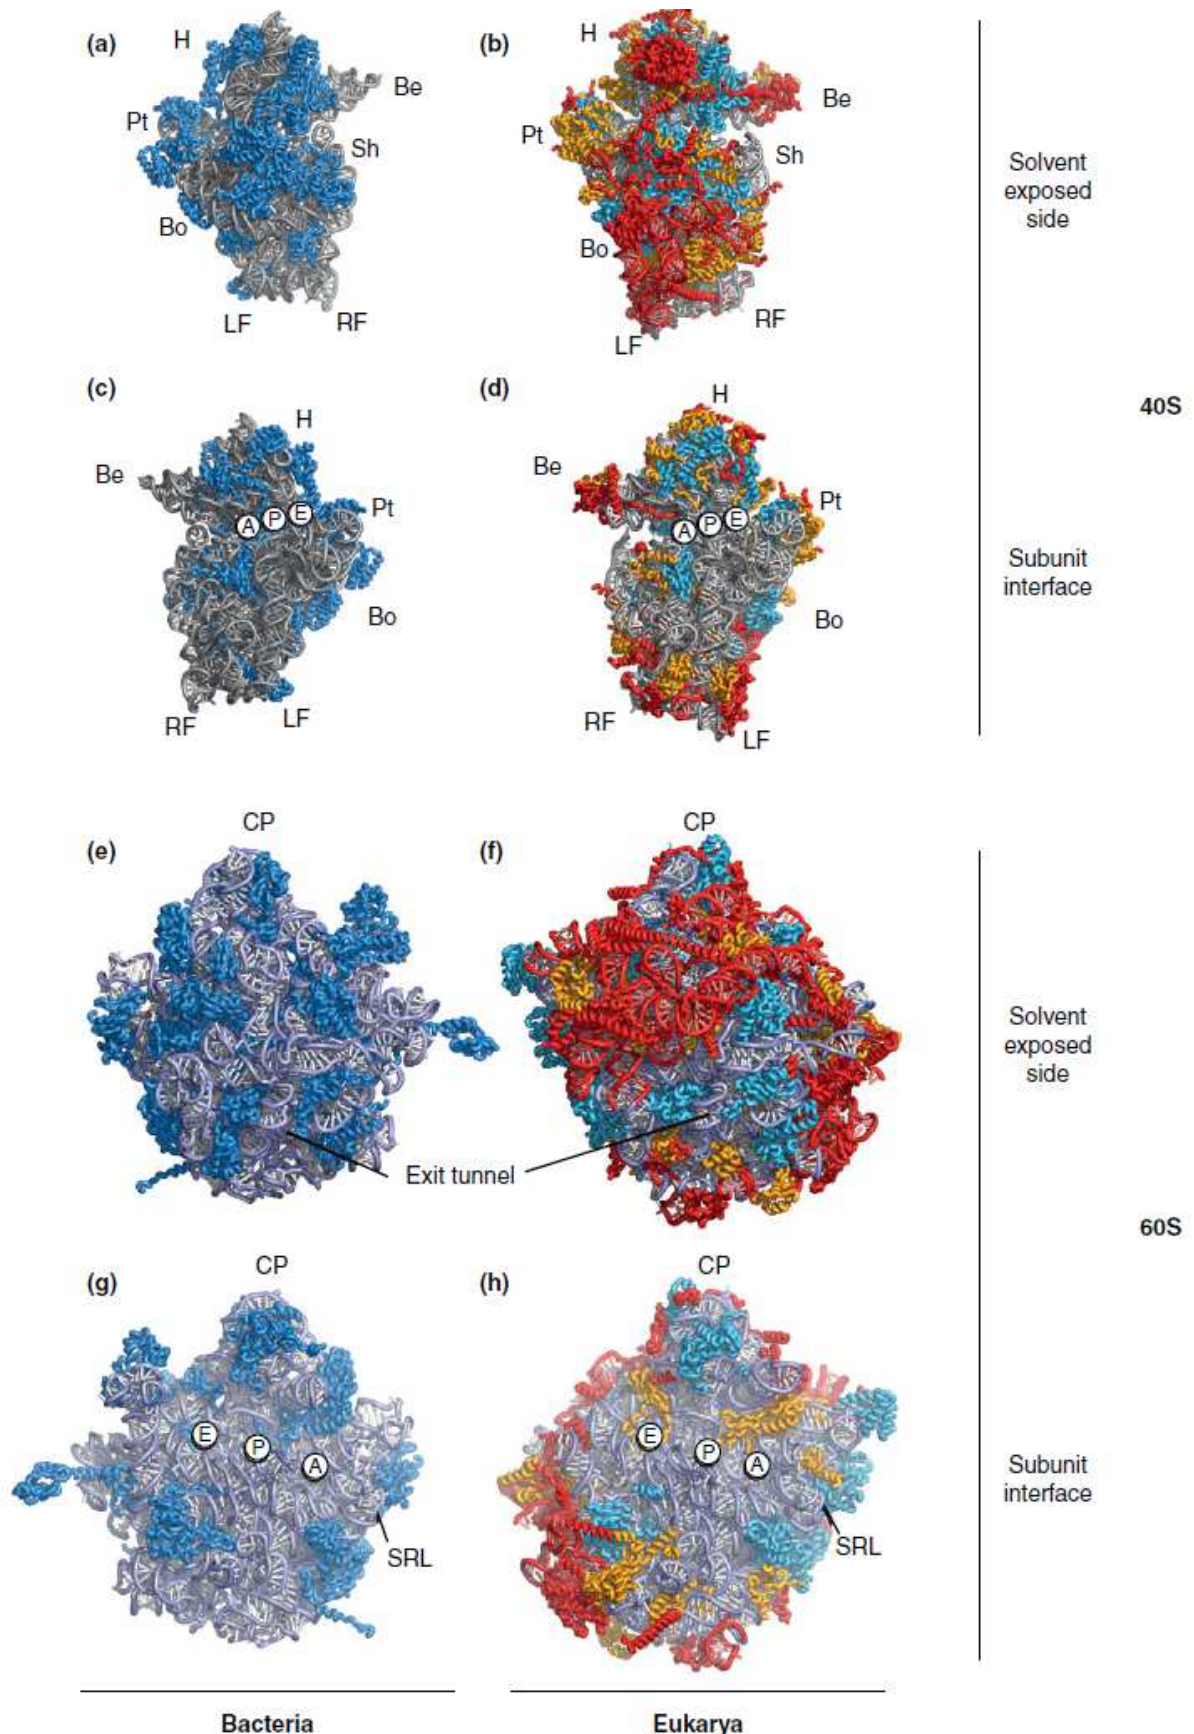 (a)
H
Be
Pt
Sh
Bo
LF
RF
(b)
H
Be
Pt
Sh
Bo
RF
LF
Solvent
exposed
side
(c)
H
Be
Pt
A
P
E
Bo
RF
LF
(d)
H
Be
Pt
A
P
E
Bo
RF
LF
40S
Subunit
interface
(e)
CP
(f)
CP
Solvent
exposed
side
Exit tunnel
60S
(g)
CP
E
P
A
SRL
(h)
CP
E
P
A
SRL
Subunit
interface
Bacteria
Eukarya